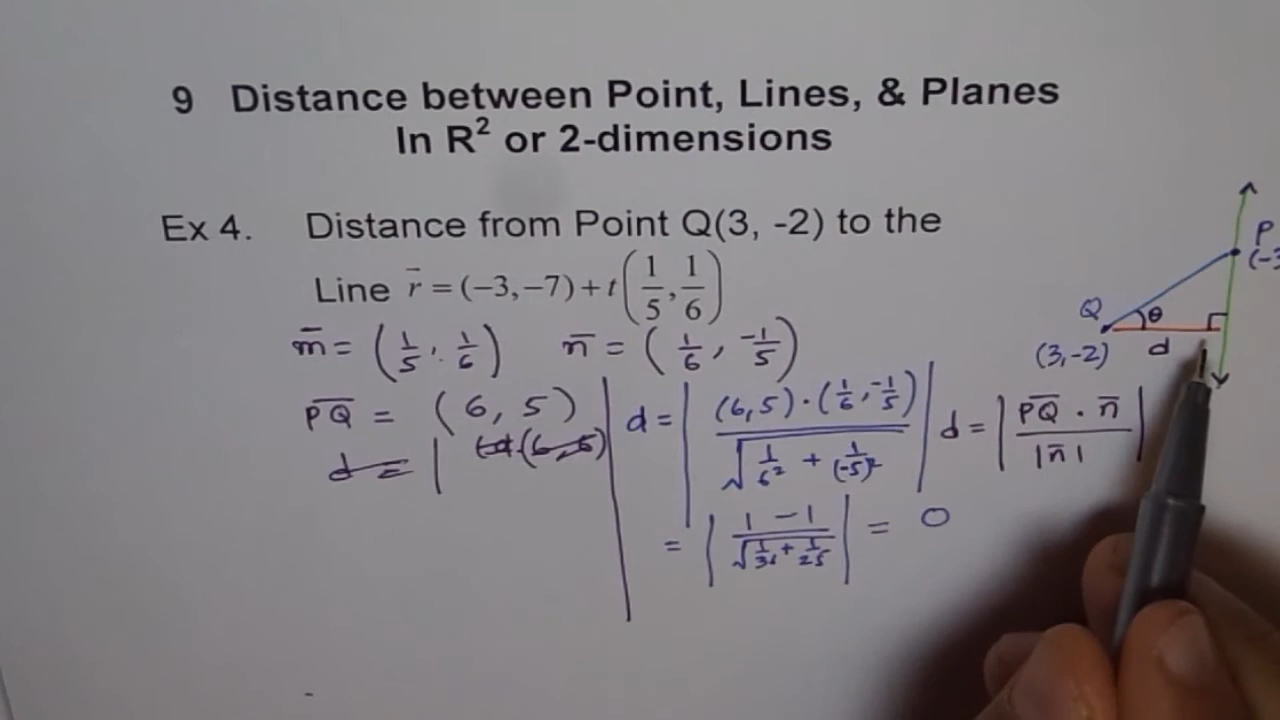 9 Distance between Point, Lines, & Planes
In R² or 2-dimensions
Ex 4. Distance from Point Q(3, -2) to the
Line r⃗ = (−3,−7) + t(1/5, 1/6)
m̄ = (1/5, 1/6) n̄ = (1/6, -1/5)
PQ̅ = (6, 5)
d = |
d = | (6,5)·(1/6, -1/5) / √(1/6² + 1/(-5)²) |
= | 1 − 1 / √(1/36 + 1/25) | = 0
d = | PQ̅ · n̄ / |n̄| |
P
(-3
Q
θ
(3,-2)
d